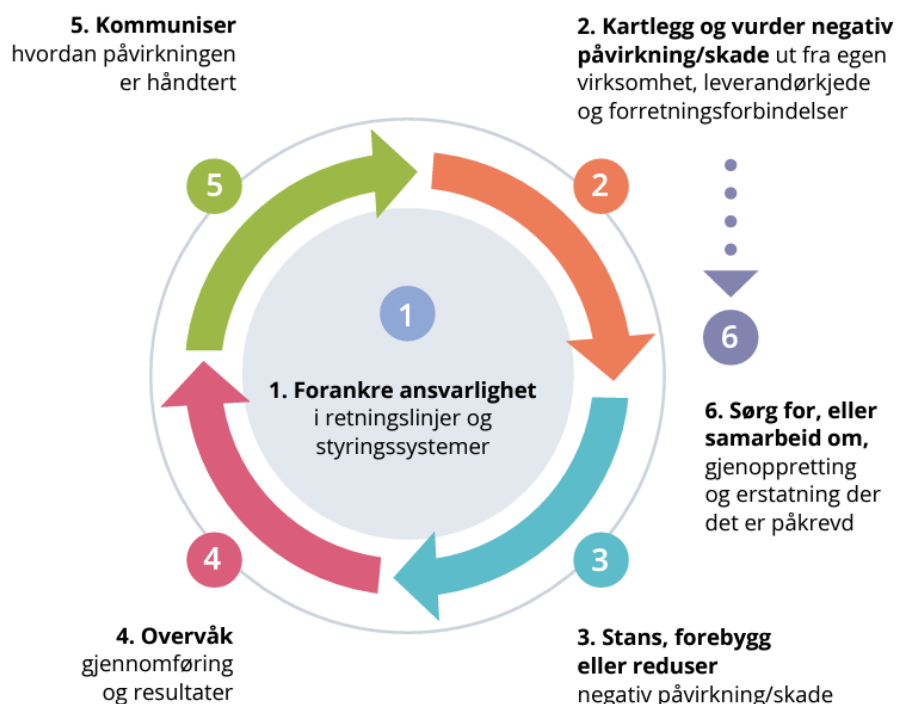 5. Kommuniser
hvordan påvirkningen
er håndtert
2. Kartlegg og vurder negativ
påvirkning/skade ut fra egen
virksomhet, leverandørkjede
og forretningsforbindelser
5
2
1
6
1. Forankre ansvarlighet
i retningslinjer og
styringssystemer
6. Sørg for, eller
samarbeid om,
gjenoppretting
og erstatning der
det er påkrevd
4
3
4. Overvåk
gjennomføring
og resultater
3. Stans, forebygg
eller reduser
negativ påvirkning/skade